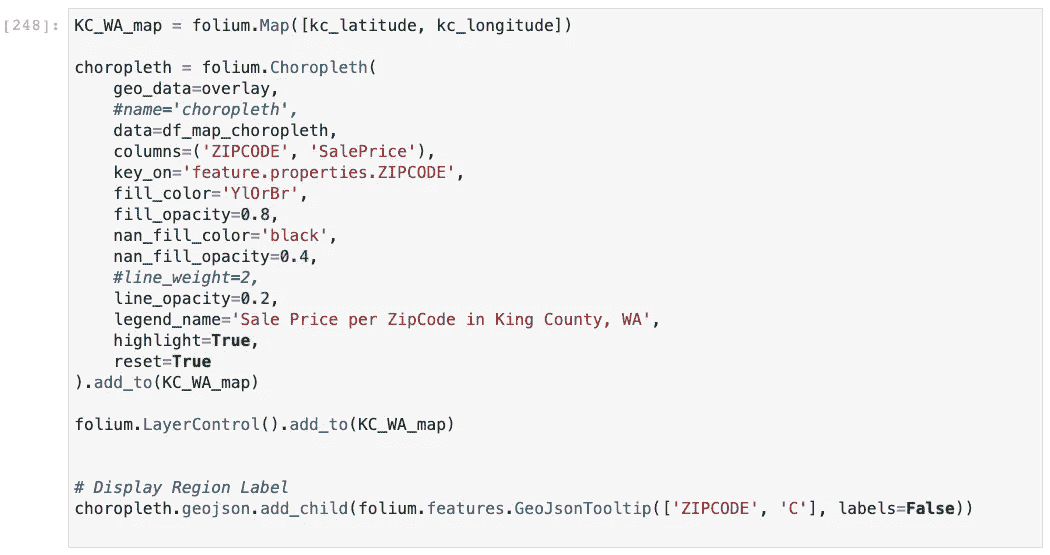 [248]: KC_WA_map = folium.Map([kc_latitude, kc_longitude])
choropleth = folium.Choropleth(
geo_data=overlay,
#name='choropleth',
data=df_map_choropleth,
columns=('ZIPCODE', 'SalePrice'),
key_on='feature.properties.ZIPCODE',
fill_color='YlOrBr',
fill_opacity=0.8,
nan_fill_color='black',
nan_fill_opacity=0.4,
#line_weight=2,
line_opacity=0.2,
legend_name='Sale Price per ZipCode in King County, WA',
highlight=True,
reset=True
).add_to(KC_WA_map)
folium.LayerControl().add_to(KC_WA_map)
# Display Region Label
choropleth.geojson.add_child(folium.features.GeoJsonTooltip(['ZIPCODE', 'C'], labels=False))